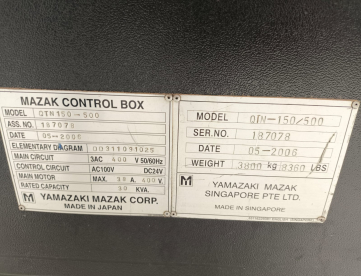 MAZAK CONTROL BOX
MODEL QTN150-500
ASS. NO. 187078
DATE 05-2006
ELEMENTARY DIAGRAM 00311091025
MAIN CIRCUIT 3AC 400 V 50/60Hz
CONTROL CIRCUIT AC100V DC24V
MAIN MOTOR MAX. 38 A. 400 V.
RATED CAPACITY 30 KVA.
M YAMAZAKI MAZAK CORP.
MADE IN JAPAN
MODEL QTN-150/500
SER.NO. 187078
DATE 05-2006
WEIGHT 3800 kg 8360 LBS
M YAMAZAKI MAZAK
SINGAPORE PTE LTD.
MADE IN SINGAPORE